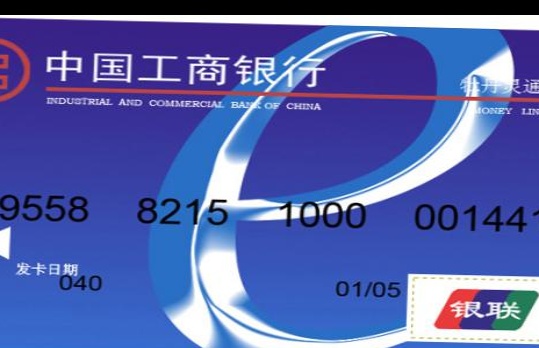 中国工商银行
INDUSTRIAL AND COMMERCIAL BANK OF CHINA
牡丹灵通
MONEY LIN
9558 8215 1000 001441
发卡日期
040 01/05
银联